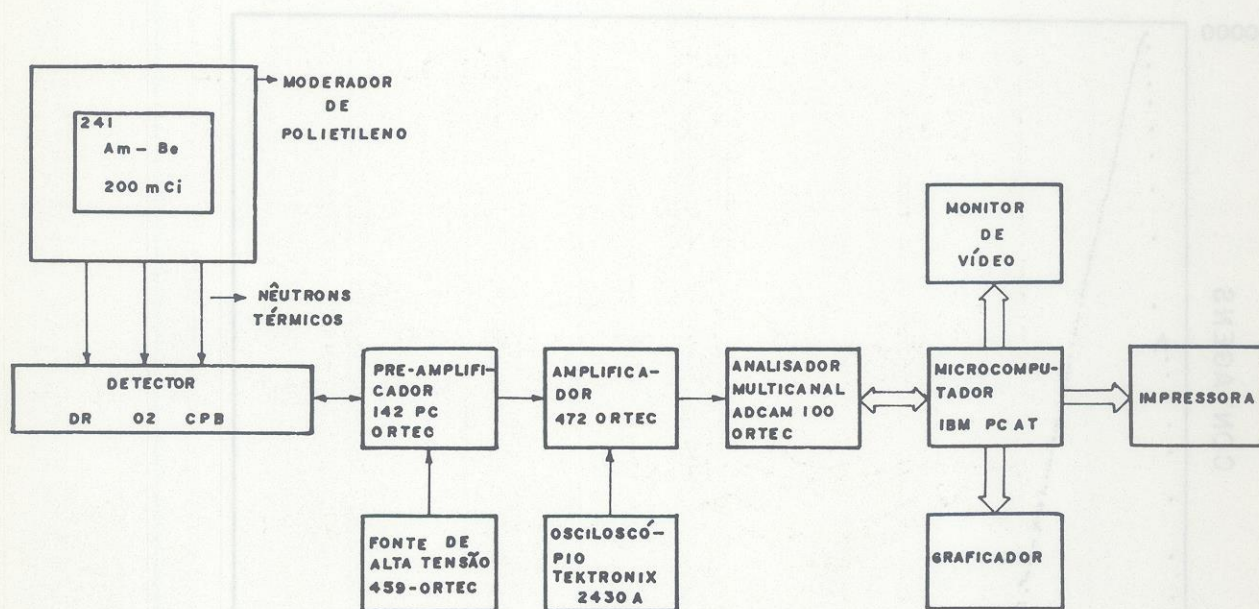 MODERADOR
DE
POLIETILENO
241
Am - Be
200 mCi
NÊUTRONS
TÉRMICOS
DETECTOR
DR 02 CPB
PRE-AMPLIFI-
CADOR
142 PC
ORTEC
AMPLIFICA-
DOR
472 ORTEC
ANALISADOR
MULTICANAL
ADCAM 100
ORTEC
MICROCOMPU-
TADOR
IBM PC AT
IMPRESSORA
MONITOR
DE
VÍDEO
FONTE DE
ALTA TENSÃO
459-ORTEC
OSCILOSCÓ-
PIO
TEKTRONIX
2430 A
GRAFICADOR
CONTAGENS